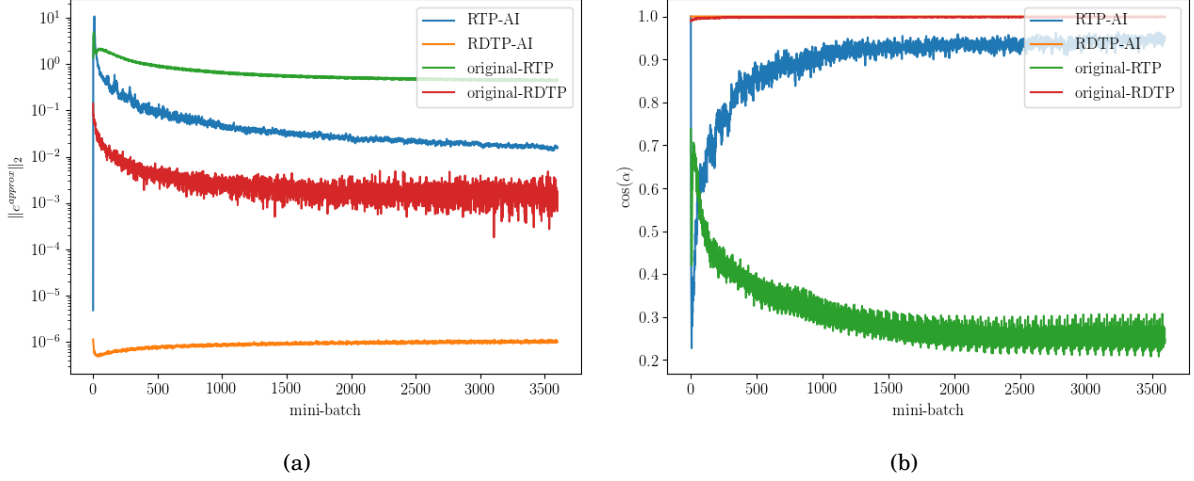 10^1
10^0
10^-1
10^-2
10^-3
10^-4
10^-5
10^-6
‖e^approx‖_2
0 500 1000 1500 2000 2500 3000 3500
mini-batch
RTP-AI
RDTP-AI
original-RTP
original-RDTP
(a)
1.0
0.9
0.8
0.7
0.6
0.5
0.4
0.3
0.2
cos(α)
0 500 1000 1500 2000 2500 3000 3500
mini-batch
RTP-AI
RDTP-AI
original-RTP
original-RDTP
(b)